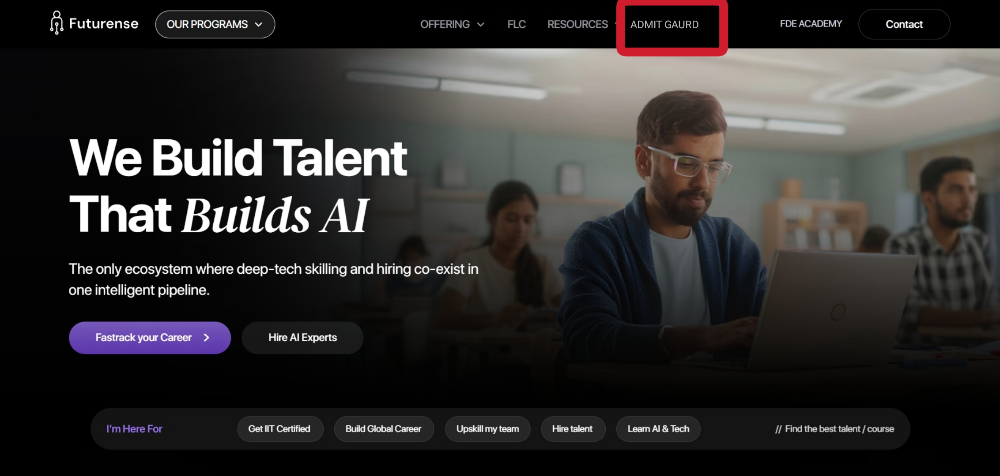 Futurense
OUR PROGRAMS
OFFERING
FLC
RESOURCES
ADMIT GAURD
FDE ACADEMY
Contact
We Build Talent
That Builds AI
The only ecosystem where deep-tech skilling and hiring co-exist in
one intelligent pipeline.
Fastrack your Career
Hire AI Experts
I'm Here For
Get IIT Certified
Build Global Career
Upskill my team
Hire talent
Learn AI & Tech
// Find the best talent / course